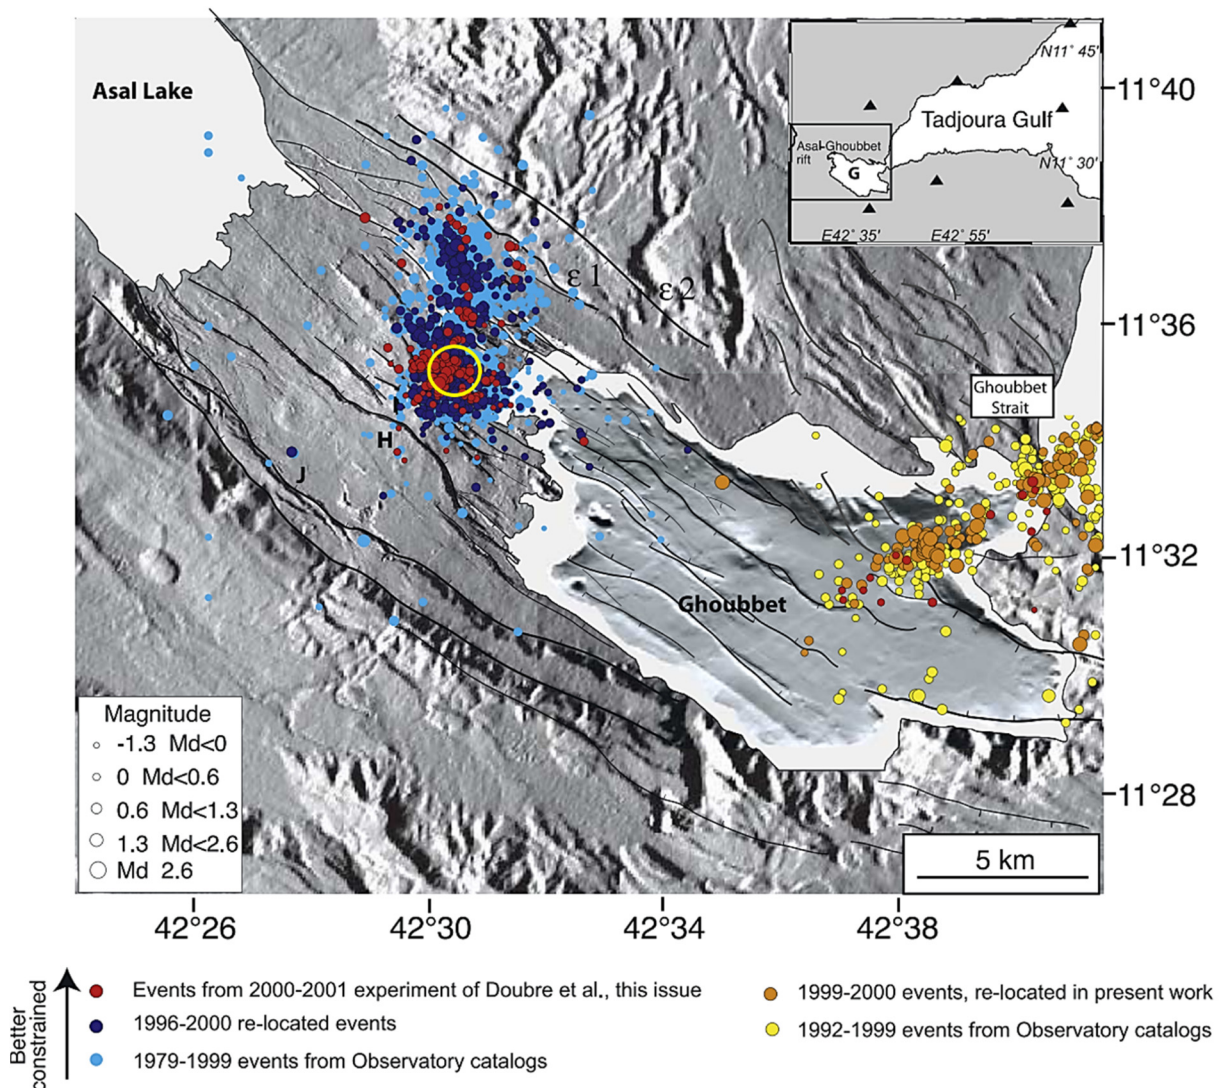 Asal Lake
N11° 45'
Tadjoura Gulf
Asal-Ghoubbet
rift
G
N11° 30'
E42° 35'
E42° 55'
11°40
ε1
ε2
11°36
Ghoubbet
Strait
H
J
11°32
Ghoubbet
Magnitude
-1.3 Md<0
0 Md<0.6
0.6 Md<1.3
1.3 Md<2.6
Md 2.6
11°28
5 km
42°26
42°30
42°34
42°38
Better
constrained
Events from 2000-2001 experiment of Doubre et al., this issue
1996-2000 re-located events
1979-1999 events from Observatory catalogs
1999-2000 events, re-located in present work
1992-1999 events from Observatory catalogs